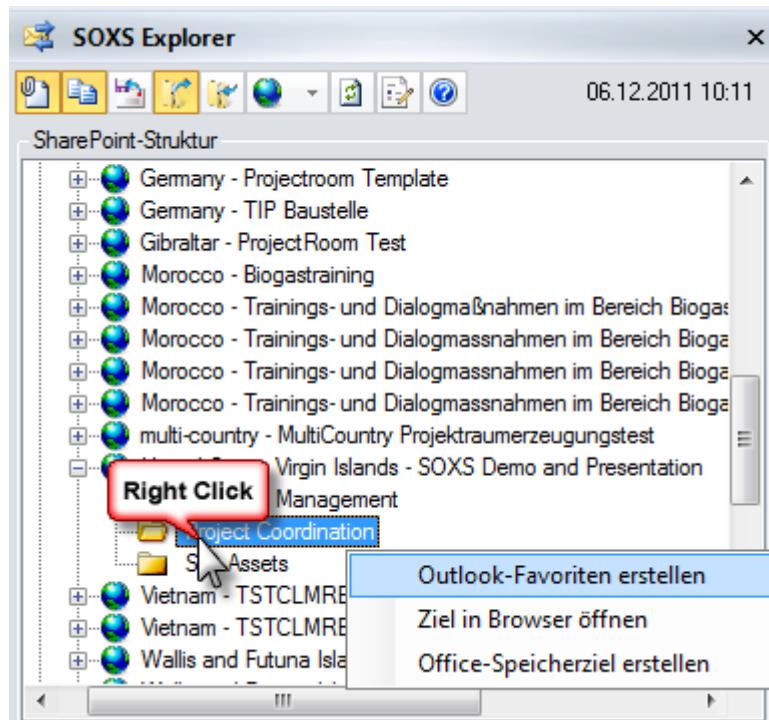 SOXS Explorer
06.12.2011 10:11
SharePoint-Struktur
Germany - Projectroom Template
Germany - TIP Baustelle
Gibraltar - ProjectRoom Test
Morocco - Biogastraining
Morocco - Trainings- und Dialogmaßnahmen im Bereich Biogas
Morocco - Trainings- und Dialogmassnahmen im Bereich Bioga
Morocco - Trainings- und Dialogmassnahmen im Bereich Bioga
Morocco - Trainings- und Dialogmassnahmen im Bereich Bioga
multi-country - MultiCountry Projektraumerzeugungstest
Virgin Islands - SOXS Demo and Presentation
Right Click
Management
Project Coordination
Assets
Outlook-Favoriten erstellen
Vietnam - TSTCLMRE
Ziel in Browser öffnen
Vietnam - TSTCLMRE
Wallis and Futuna Isla
Office-Speicherziel erstellen